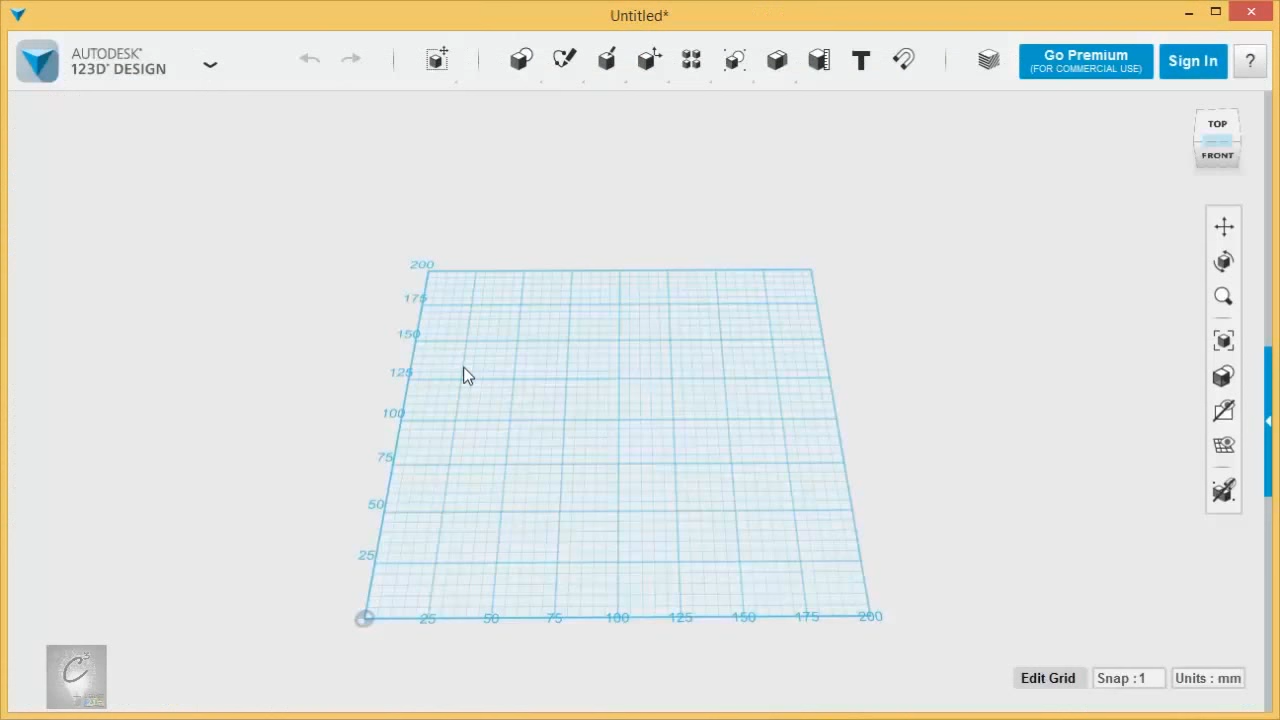 Untitled*
AUTODESK®
123D® DESIGN
Go Premium
(FOR COMMERCIAL USE)
Sign In
?
TOP
FRONT
200
175
150
125
100
75
50
25
25 50 75 100 125 150 175 200
Edit Grid
Snap : 1
Units : mm